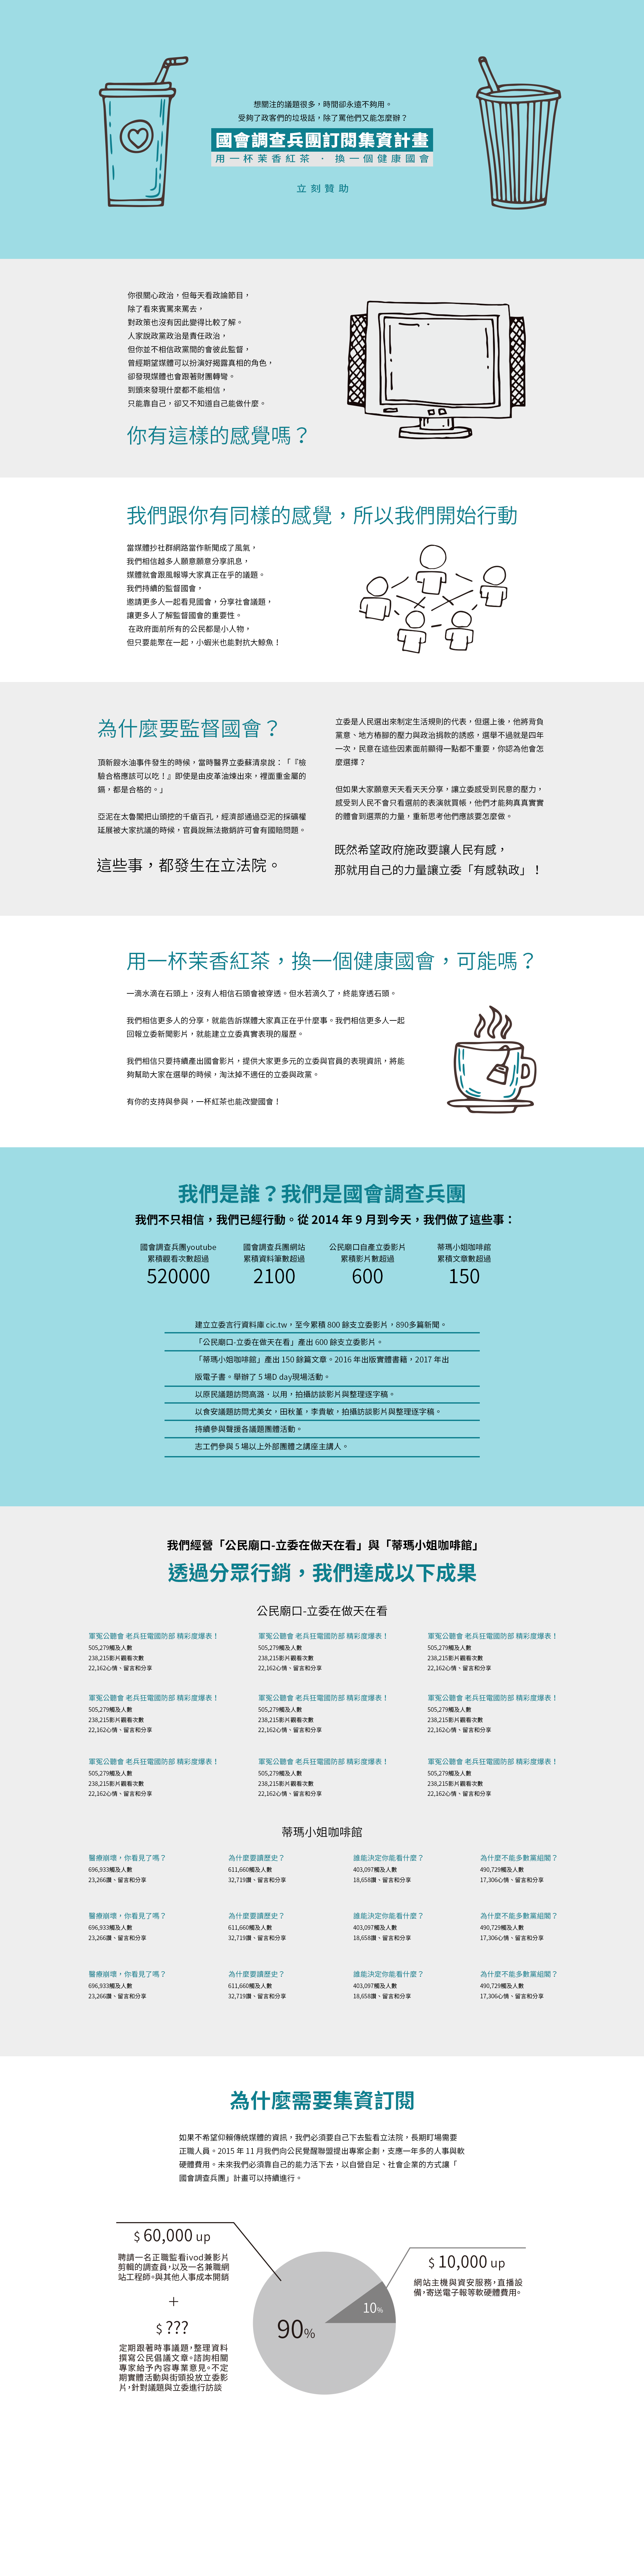 想關注的議題很多，時間卻永遠不夠用。
受夠了政客們的垃圾話，除了罵他們又能怎麼辦？
國會調查兵團訂閱集資計畫
用一杯茉香紅茶 · 換一個健康國會
立刻贊助
你很關心政治，但每天看政論節目，
除了看來賓罵來罵去，
對政策也沒有因此變得比較了解。
人家說政黨政治是責任政治，
但你並不相信政黨間的會彼此監督，
曾經期望媒體可以扮演好揭露真相的角色，
卻發現媒體也會跟著財團轉彎。
到頭來發現什麼都不能相信，
只能靠自己，卻又不知道自己能做什麼。
你有這樣的感覺嗎？
我們跟你有同樣的感覺，所以我們開始行動
當媒體抄社群網路當作新聞成了風氣，
我們相信越多人願意願意分享訊息，
媒體就會跟風報導大家真正在乎的議題。
我們持續的監督國會，
邀請更多人一起看見國會，分享社會議題，
讓更多人了解監督國會的重要性。
在政府面前所有的公民都是小人物，
但只要能聚在一起，小蝦米也能對抗大鯨魚！
為什麼要監督國會？
頂新餿水油事件發生的時候，當時醫界立委蘇清泉說：「『檢
驗合格應該可以吃！』即使是由皮革油煉出來，裡面重金屬的
鎘，都是合格的。」
亞泥在太魯閣把山頭挖的千瘡百孔，經濟部通過亞泥的採礦權
延展被大家抗議的時候，官員說無法撤銷許可會有國賠問題。
這些事，都發生在立法院。
立委是人民選出來制定生活規則的代表，但選上後，他將背負
黨意、地方樁腳的壓力與政治捐款的誘惑，選舉不過就是四年
一次，民意在這些因素面前顯得一點都不重要，你認為他會怎
麼選擇？
但如果大家願意天天看天天分享，讓立委感受到民意的壓力，
感受到人民不會只看選前的表演就買帳，他們才能夠真真實實
的體會到選票的力量，重新思考他們應該要怎麼做。
既然希望政府施政要讓人民有感，
那就用自己的力量讓立委「有感執政」！
用一杯茉香紅茶，換一個健康國會，可能嗎？
一滴水滴在石頭上，沒有人相信石頭會被穿透。但水若滴久了，終能穿透石頭。
我們相信更多人的分享，就能告訴媒體大家真正在乎什麼事。我們相信更多人一起
回報立委新聞影片，就能建立立委真實表現的履歷。
我們相信只要持續產出國會影片，提供大家更多元的立委與官員的表現資訊，將能
夠幫助大家在選舉的時候，淘汰掉不適任的立委與政黨。
有你的支持與參與，一杯紅茶也能改變國會！
我們是誰？我們是國會調查兵團
我們不只相信，我們已經行動。從 2014 年 9 月到今天，我們做了這些事：
國會調查兵團youtube
累積觀看次數超過
520000
國會調查兵團網站
累積資料筆數超過
2100
公民廟口自產立委影片
累積影片數超過
600
蒂瑪小姐咖啡館
累積文章數超過
150
建立立委言行資料庫 cic.tw，至今累積 800 餘支立委影片，890多篇新聞。
「公民廟口-立委在做天在看」產出 600 餘支立委影片。
「蒂瑪小姐咖啡館」產出 150 餘篇文章。2016 年出版實體書籍，2017 年出
版電子書。舉辦了 5 場D day現場活動。
以原民議題訪問高潞．以用，拍攝訪談影片與整理逐字稿。
以食安議題訪問尤美女，田秋堇，李貴敏，拍攝訪談影片與整理逐字稿。
持續參與聲援各議題團體活動。
志工們參與 5 場以上外部團體之講座主講人。
我們經營「公民廟口-立委在做天在看」與「蒂瑪小姐咖啡館」
透過分眾行銷，我們達成以下成果
公民廟口-立委在做天在看
軍冤公聽會 老兵狂電國防部 精彩度爆表！
505,279觸及人數
238,215影片觀看次數
22,162心情、留言和分享
軍冤公聽會 老兵狂電國防部 精彩度爆表！
505,279觸及人數
238,215影片觀看次數
22,162心情、留言和分享
軍冤公聽會 老兵狂電國防部 精彩度爆表！
505,279觸及人數
238,215影片觀看次數
22,162心情、留言和分享
軍冤公聽會 老兵狂電國防部 精彩度爆表！
505,279觸及人數
238,215影片觀看次數
22,162心情、留言和分享
軍冤公聽會 老兵狂電國防部 精彩度爆表！
505,279觸及人數
238,215影片觀看次數
22,162心情、留言和分享
軍冤公聽會 老兵狂電國防部 精彩度爆表！
505,279觸及人數
238,215影片觀看次數
22,162心情、留言和分享
軍冤公聽會 老兵狂電國防部 精彩度爆表！
505,279觸及人數
238,215影片觀看次數
22,162心情、留言和分享
軍冤公聽會 老兵狂電國防部 精彩度爆表！
505,279觸及人數
238,215影片觀看次數
22,162心情、留言和分享
軍冤公聽會 老兵狂電國防部 精彩度爆表！
505,279觸及人數
238,215影片觀看次數
22,162心情、留言和分享
蒂瑪小姐咖啡館
醫療崩壞，你看見了嗎？
696,933觸及人數
23,266讚、留言和分享
為什麼要讀歷史？
611,660觸及人數
32,719讚、留言和分享
誰能決定你能看什麼？
403,097觸及人數
18,658讚、留言和分享
為什麼不能多數黨組閣？
490,729觸及人數
17,306心情、留言和分享
醫療崩壞，你看見了嗎？
696,933觸及人數
23,266讚、留言和分享
為什麼要讀歷史？
611,660觸及人數
32,719讚、留言和分享
誰能決定你能看什麼？
403,097觸及人數
18,658讚、留言和分享
為什麼不能多數黨組閣？
490,729觸及人數
17,306心情、留言和分享
醫療崩壞，你看見了嗎？
696,933觸及人數
23,266讚、留言和分享
為什麼要讀歷史？
611,660觸及人數
32,719讚、留言和分享
誰能決定你能看什麼？
403,097觸及人數
18,658讚、留言和分享
為什麼不能多數黨組閣？
490,729觸及人數
17,306心情、留言和分享
為什麼需要集資訂閱
如果不希望仰賴傳統媒體的資訊，我們必須要自己下去監看立法院，長期盯場需要
正職人員。2015 年 11 月我們向公民覺醒聯盟提出專案企劃，支應一年多的人事與軟
硬體費用。未來我們必須靠自己的能力活下去，以自營自足、社會企業的方式讓「
國會調查兵團」計畫可以持續進行。
$ 60,000 up
聘請一名正職監看ivod兼影片
剪輯的調查員，以及一名兼職網
站工程師。與其他人事成本開銷
+
$ ???
定期跟著時事議題，整理資料
撰寫公民倡議文章。諮詢相關
專家給予內容專業意見。不定
期實體活動與街頭投放立委影
片，針對議題與立委進行訪談
90%
10%
$ 10,000 up
網站主機與資安服務，直播設
備，寄送電子報等軟硬體費用。